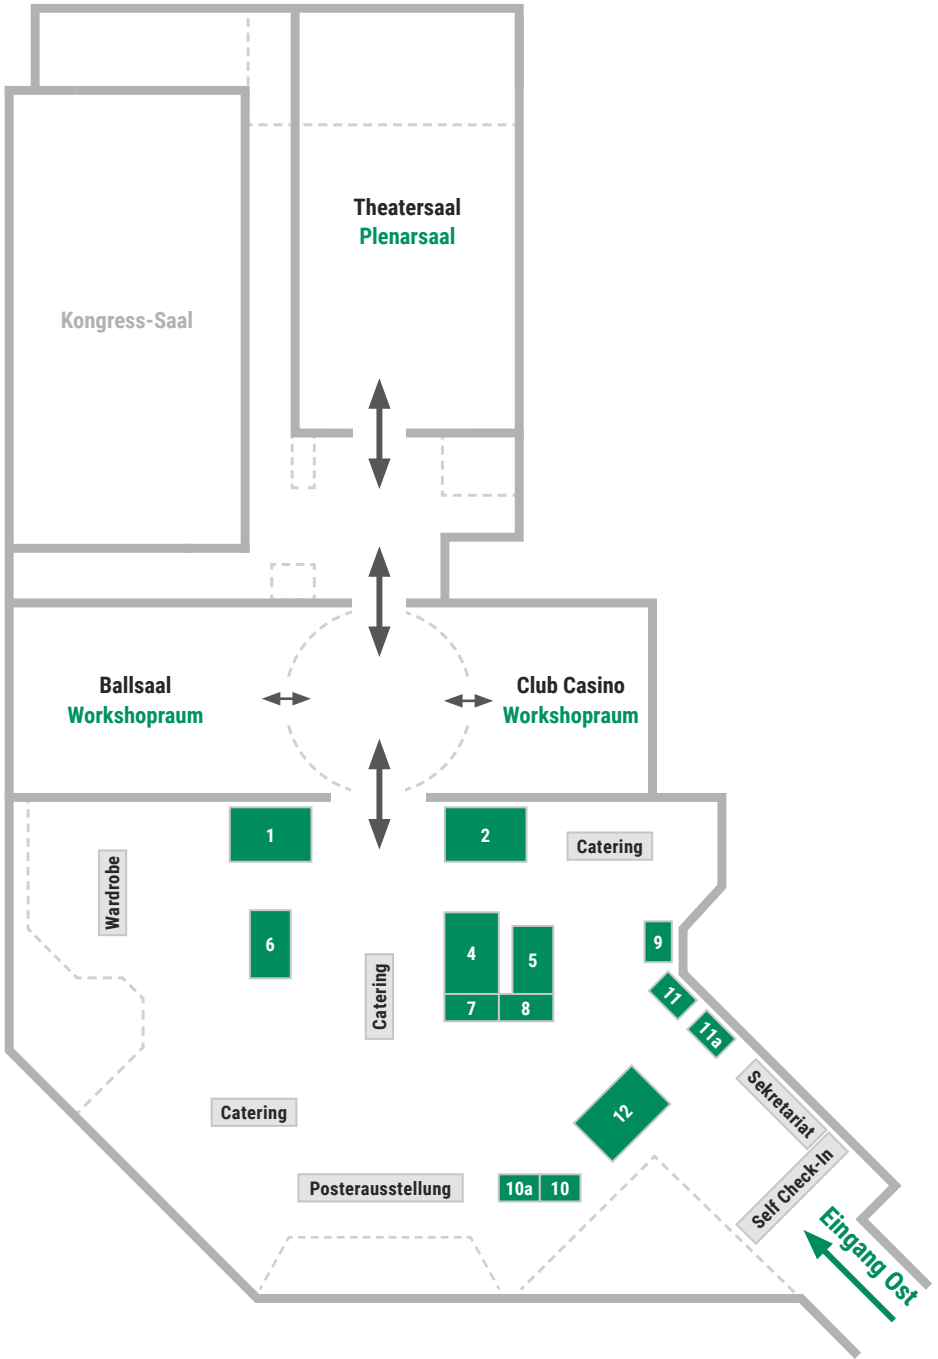 Theatersaal
Plenarsaal
Kongress-Saal
Ballsaal
Workshopraum
Club Casino
Workshopraum
1
2
Catering
Wardrobe
6
4
5
9
Catering
7
8
11
11a
Sekretariat
Catering
12
Self Check-In
Posterausstellung
10a
10
Eingang Ost